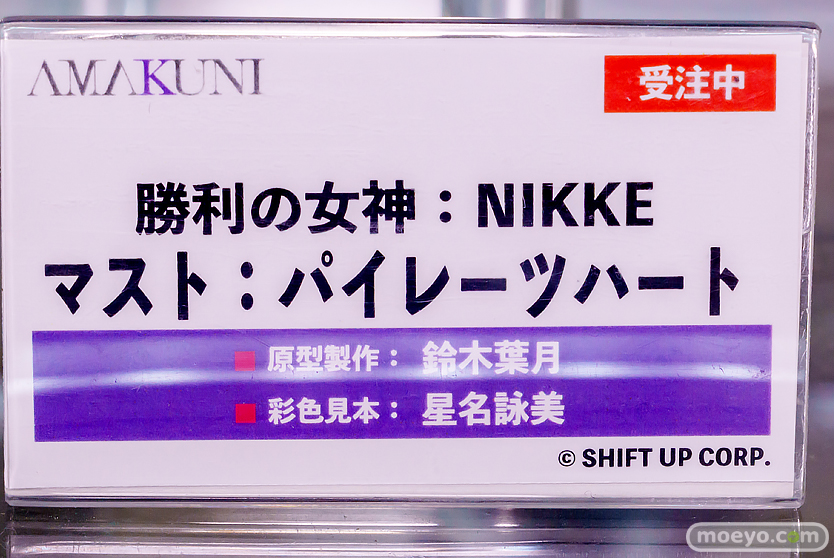 AMAKUNI
受注中
勝利の女神：NIKKE
マスト：パイレーツハート
■ 原型製作： 鈴木葉月
■ 彩色見本： 星名詠美
© SHIFT UP CORP.
moeyo.com